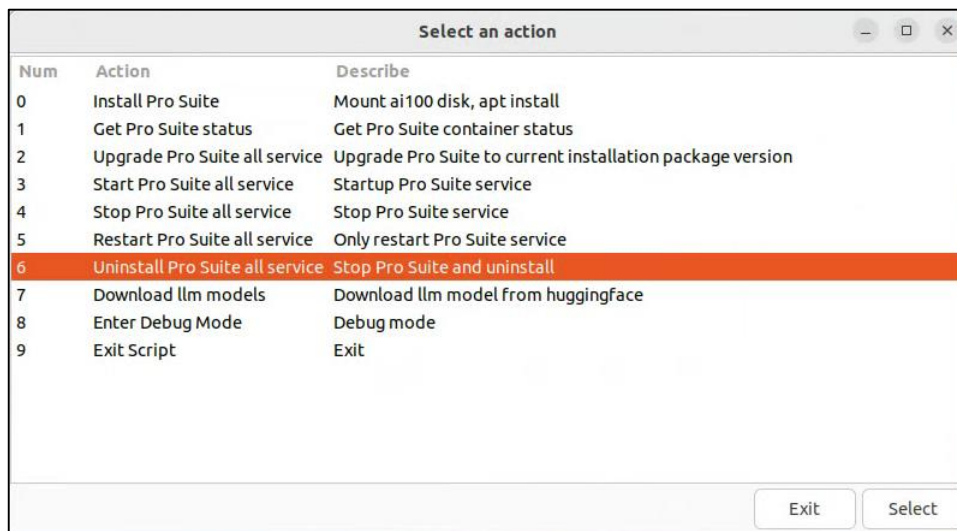 Select an action
Num Action Describe
0 Install Pro Suite Mount ai100 disk, apt install
1 Get Pro Suite status Get Pro Suite container status
2 Upgrade Pro Suite all service Upgrade Pro Suite to current installation package version
3 Start Pro Suite all service Startup Pro Suite service
4 Stop Pro Suite all service Stop Pro Suite service
5 Restart Pro Suite all service Only restart Pro Suite service
6 Uninstall Pro Suite all service Stop Pro Suite and uninstall
7 Download llm models Download llm model from huggingface
8 Enter Debug Mode Debug mode
9 Exit Script Exit
Exit Select